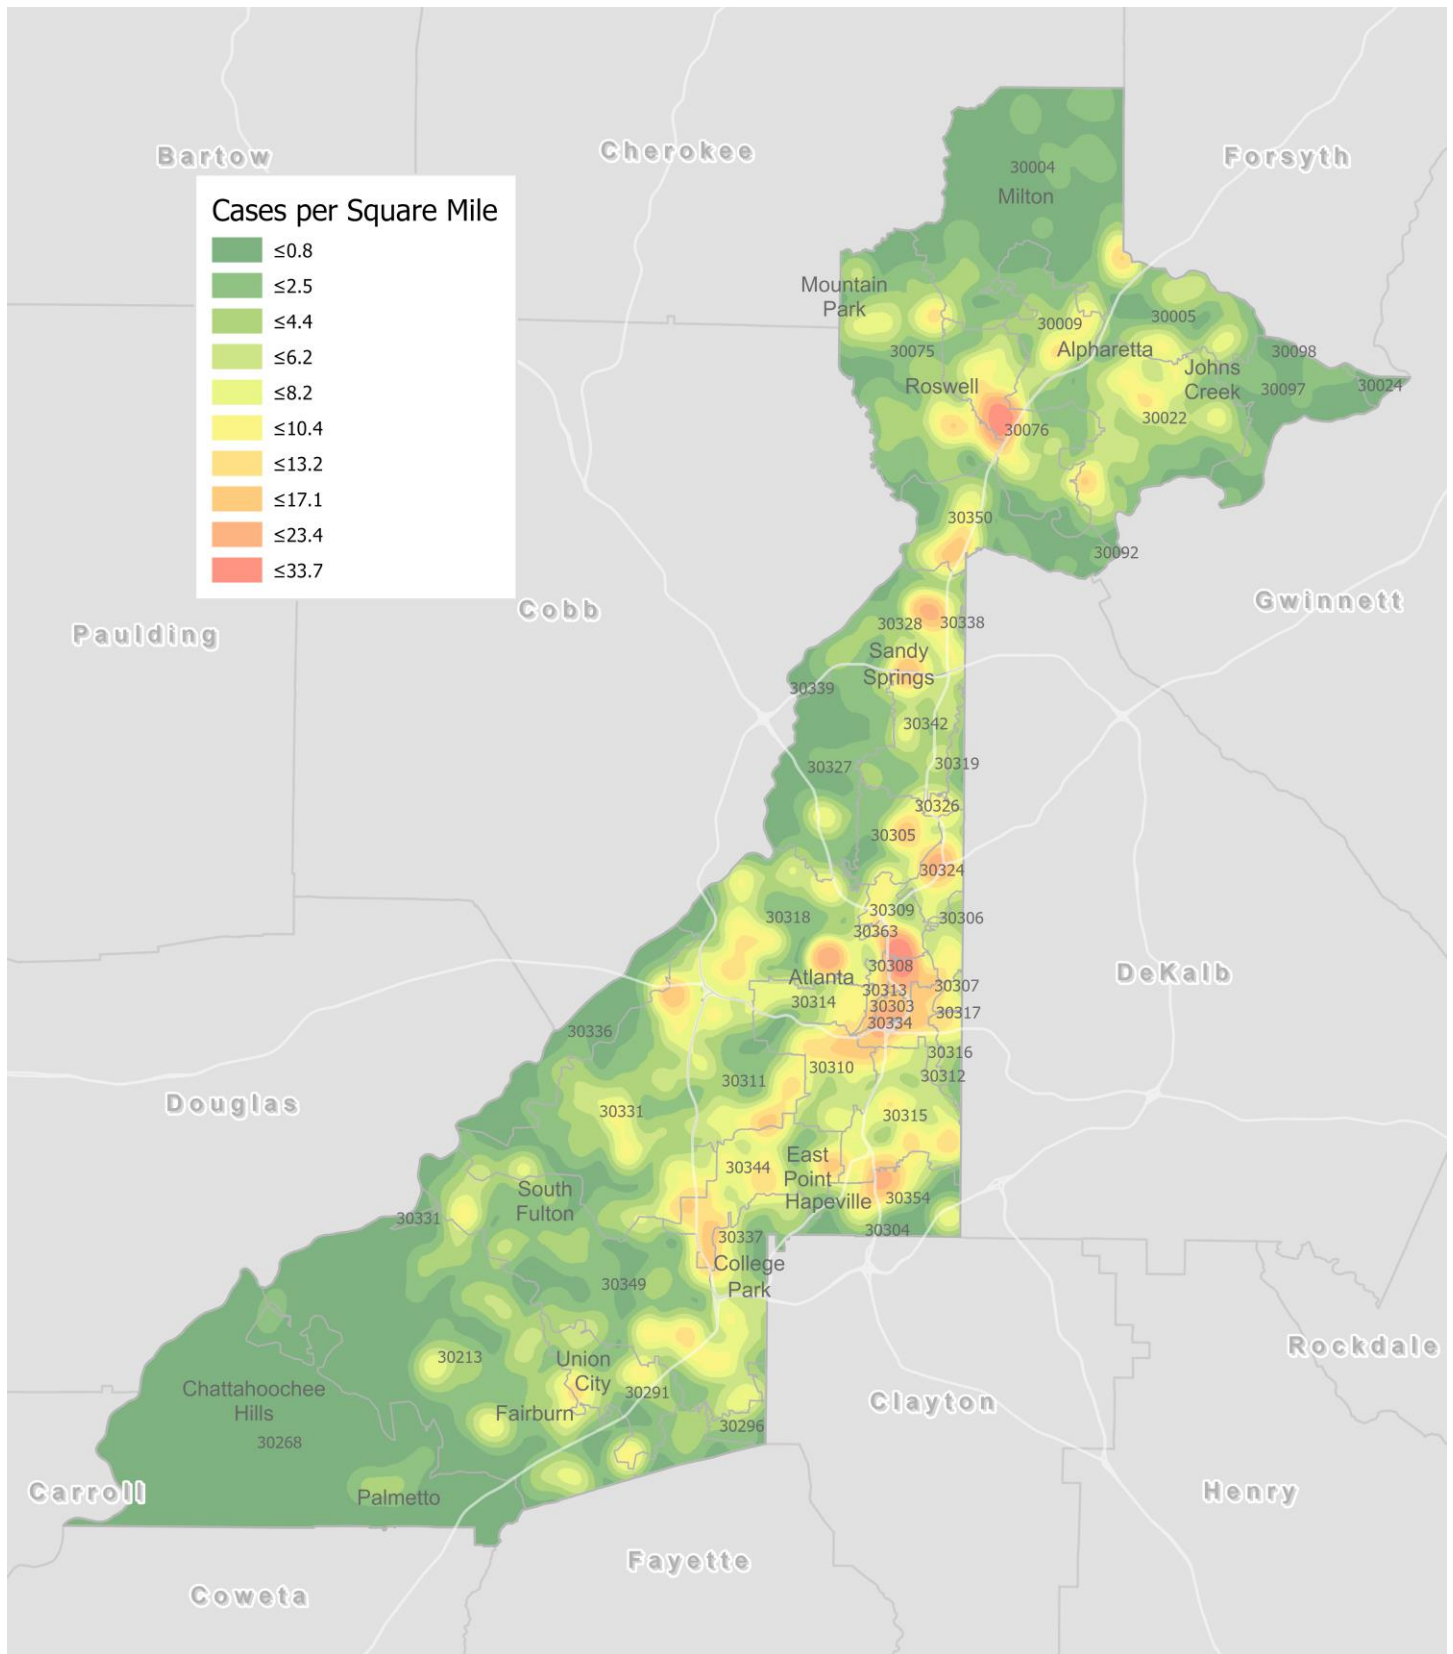 Bartow
Cherokee
Forsyth
Cases per Square Mile
≤0.8
≤2.5
≤4.4
≤6.2
≤8.2
≤10.4
≤13.2
≤17.1
≤23.4
≤33.7
30004
Milton
Mountain
Park
30009
30005
30075
Alpharetta
30098
Roswell
Johns
Creek
30097
30024
30022
30076
30350
30092
Cobb
Gwinnett
Paulding
30328
30338
Sandy
Springs
30339
30342
30327
30319
30326
30305
30324
30318
30309
30306
30363
30308
DeKalb
Atlanta
30313
30307
30314
30303
30317
30334
30336
30316
30310
30312
30311
Douglas
30331
30315
East
Point
30344
South
Fulton
Hapeville
30354
30331
30304
30337
College
Park
30349
Rockdale
30213
Union
City
Chattahoochee
Hills
30291
Clayton
Fairburn
30296
30268
Carroll
Palmetto
Henry
Fayette
Coweta